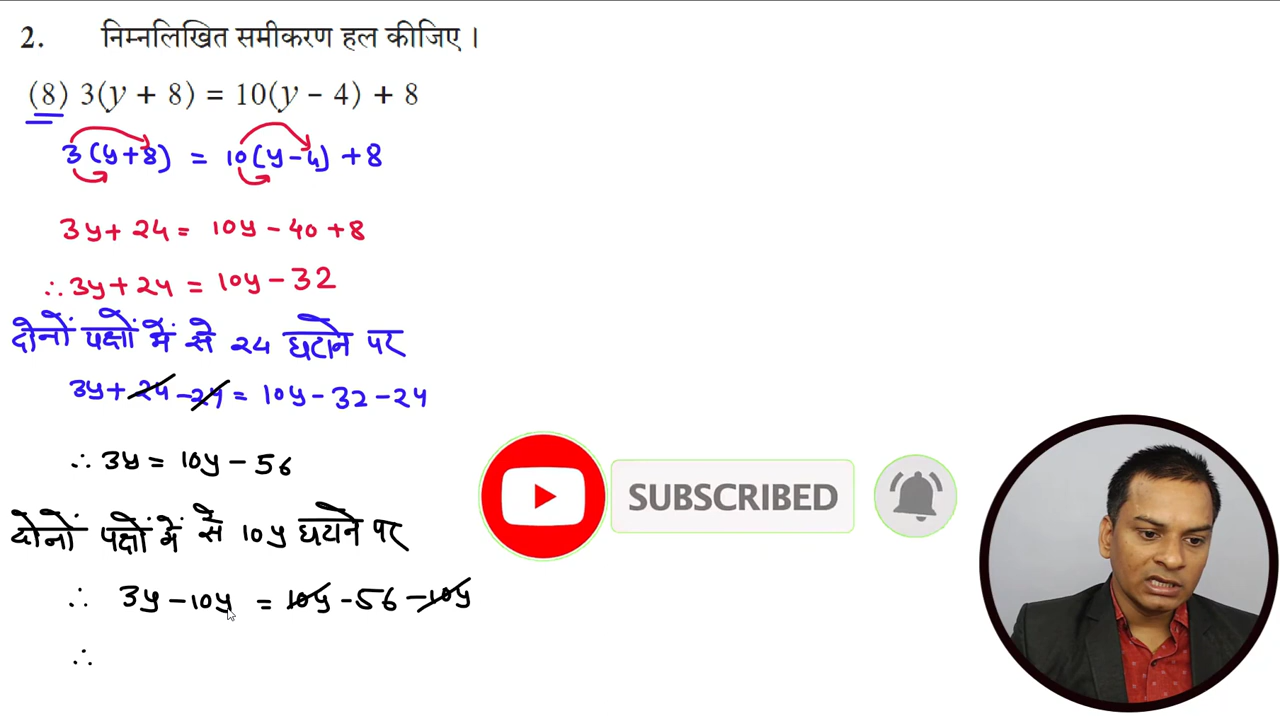 2. निम्नलिखित समीकरण हल कीजिए ।
(8) 3(y + 8) = 10(y − 4) + 8
3(y+8) = 10(y−4)+8
3y+24 = 10y−40+8
∴ 3y+24 = 10y−32
दोनों पक्षों में से 24 घटाने पर
3y+24−24 = 10y−32−24
∴ 3y = 10y−56
दोनों पक्षों में से 10y घटाने पर
∴ 3y−10y = 10y−56−10y
∴
SUBSCRIBED